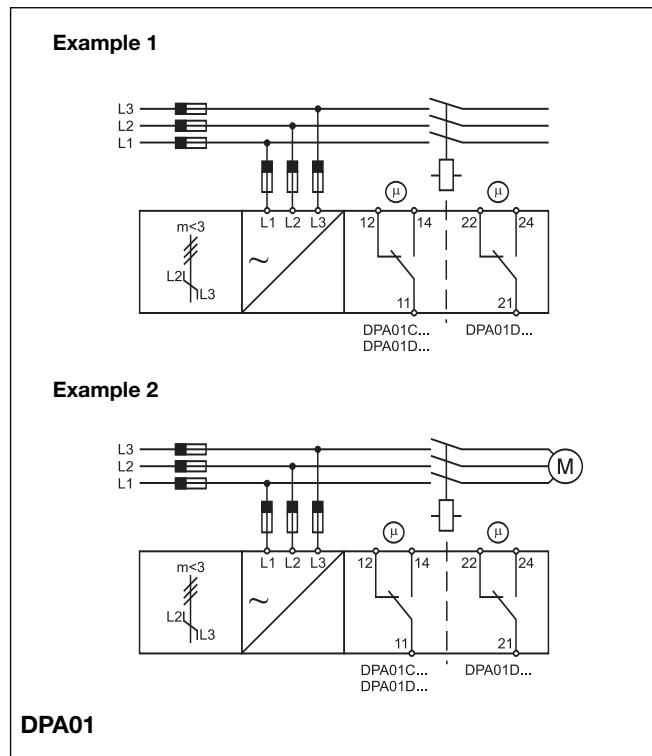 Example 1
L3
L2
L1
μ μ
L1 L2 L3 12 14 22 24
m<3
~
L2 L3
11 21
DPA01C... DPA01D...
DPA01D...
Example 2
L3
L2 M
L1
μ μ
L1 L2 L3 12 14 22 24
m<3
~
L2 L3
11 21
DPA01C... DPA01D...
DPA01D...
DPA01